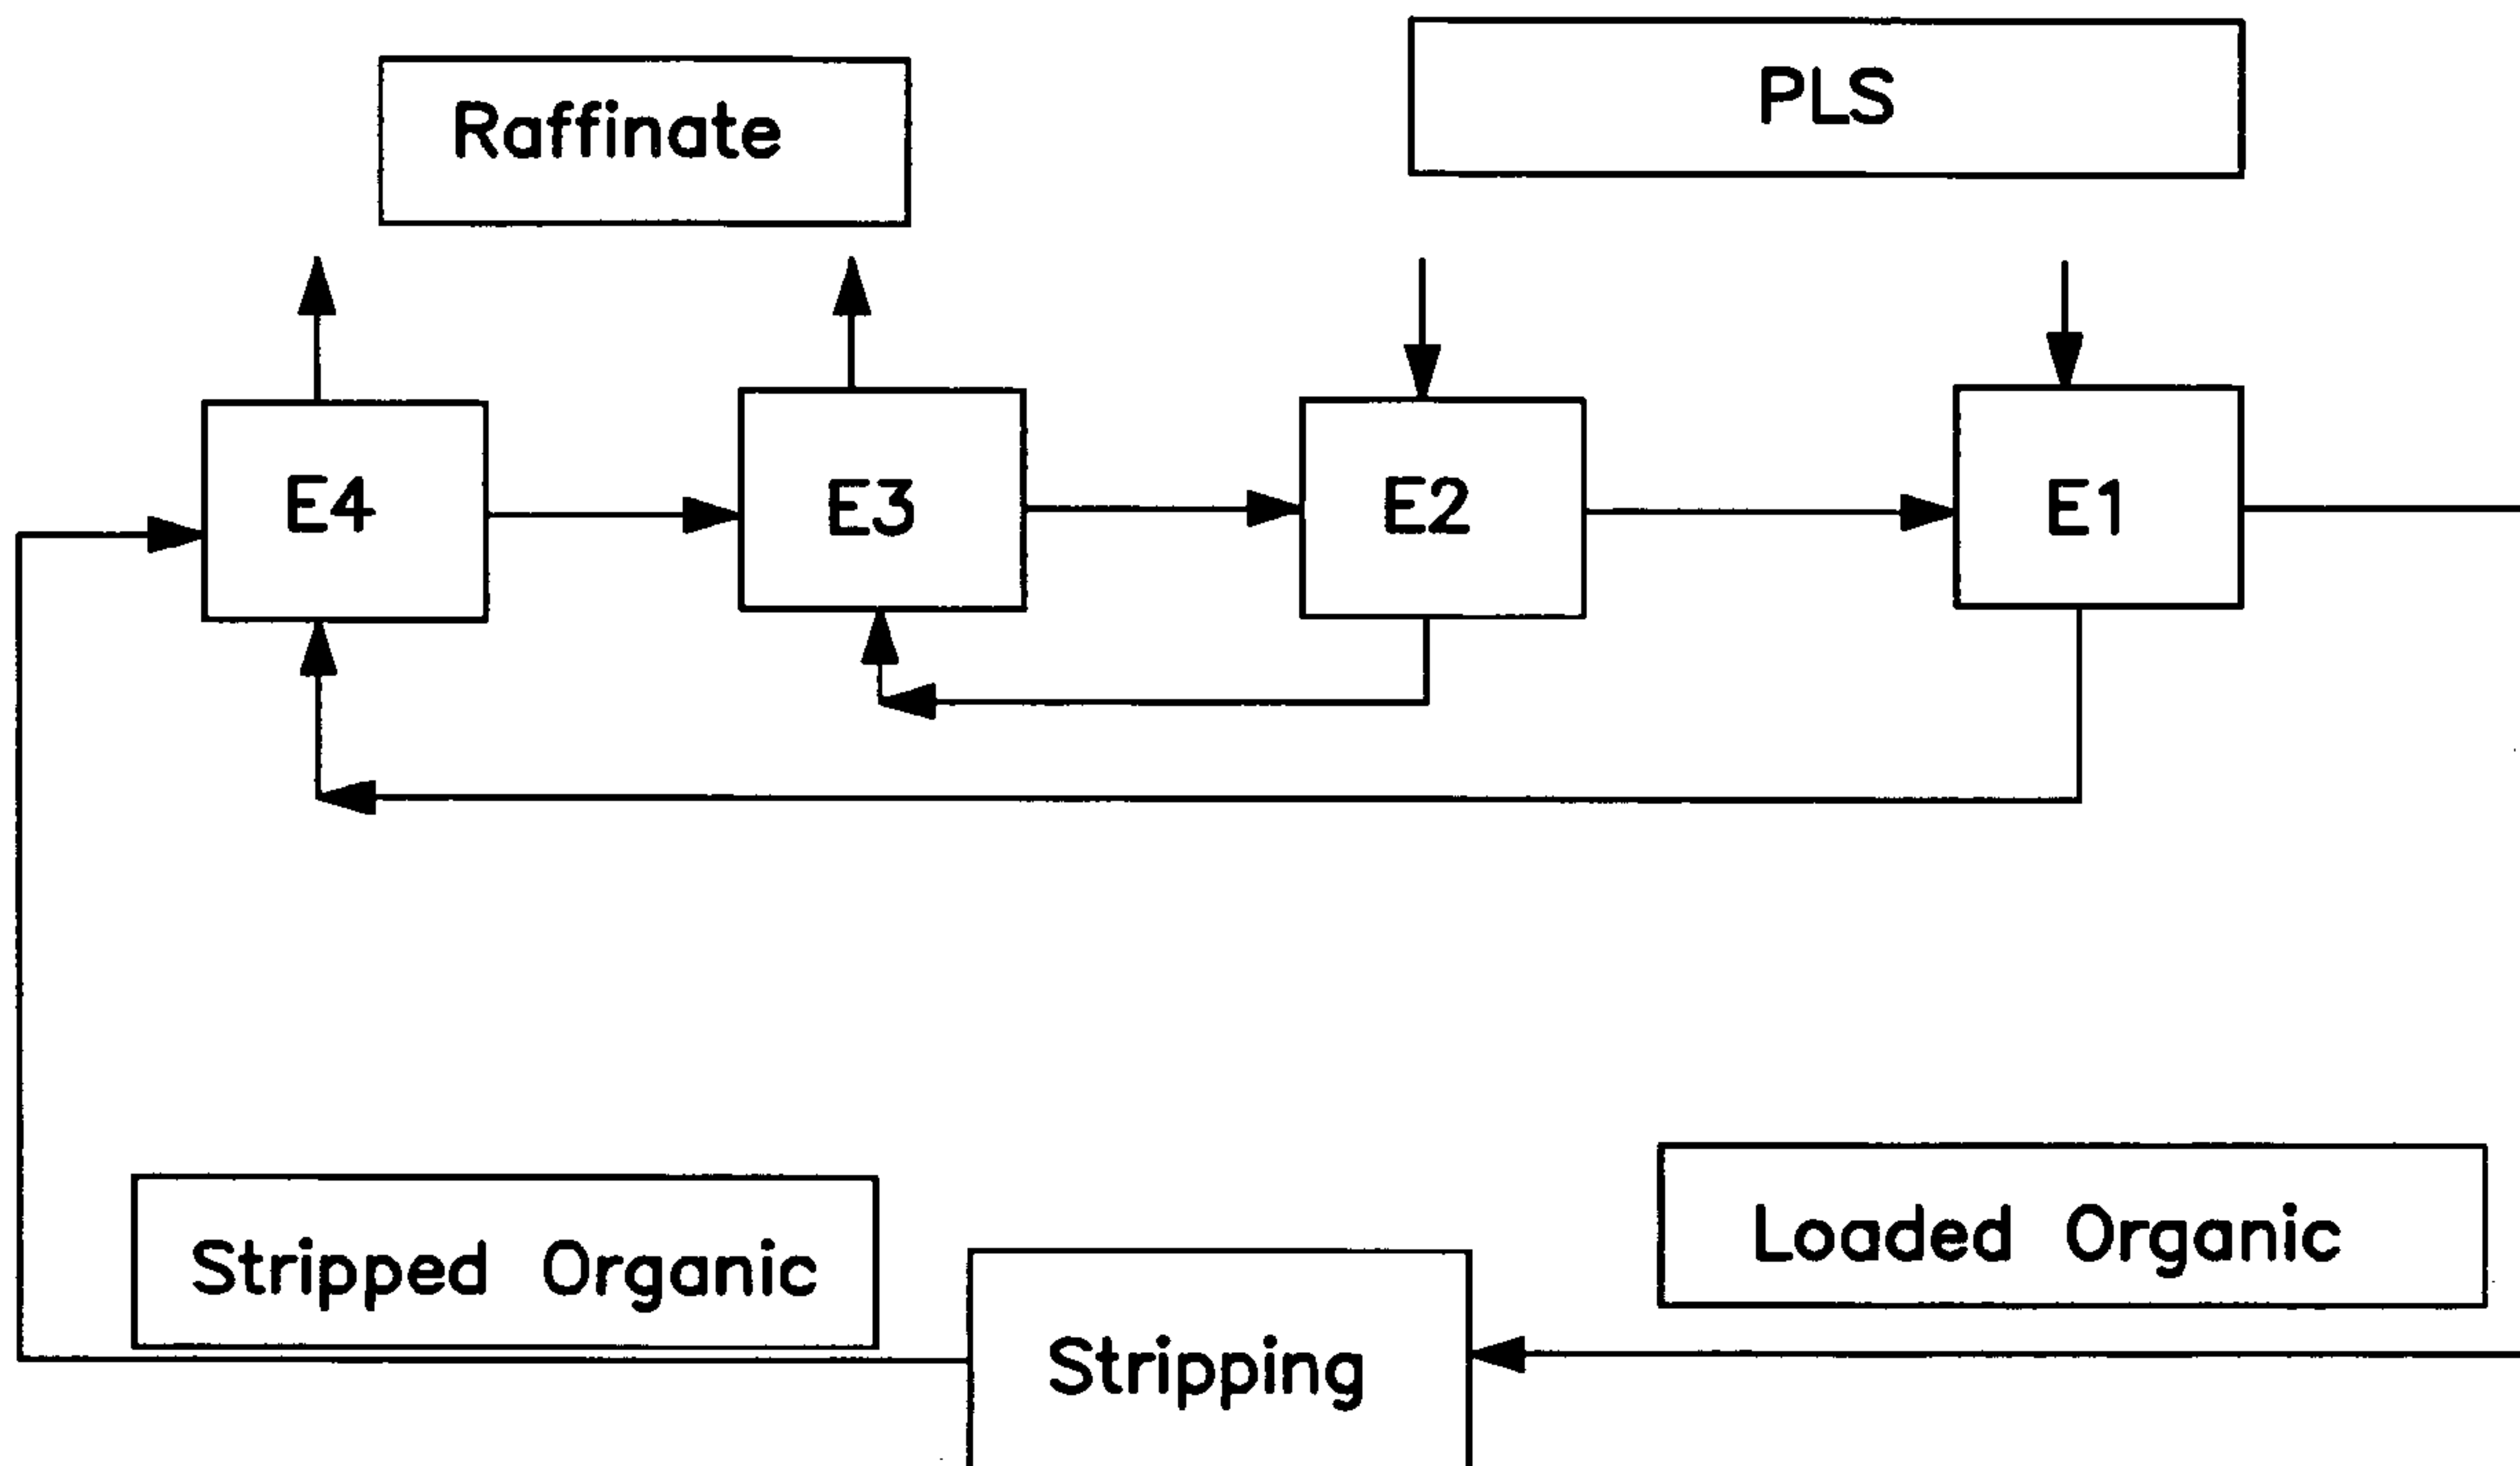 Raffinate
PLS
E4
E3
E2
E1
Stripped Organic
Loaded Organic
Stripping